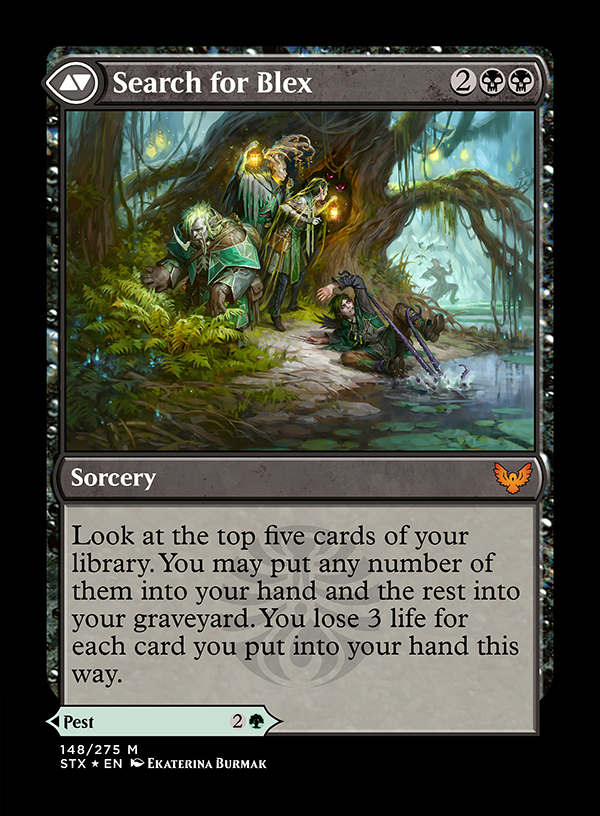 Search for Blex 2
Sorcery
Look at the top five cards of your
library. You may put any number of
them into your hand and the rest into
your graveyard. You lose 3 life for
each card you put into your hand this
way.
Pest 2
148/275 M
STX ★ EN Ekaterina Burmak